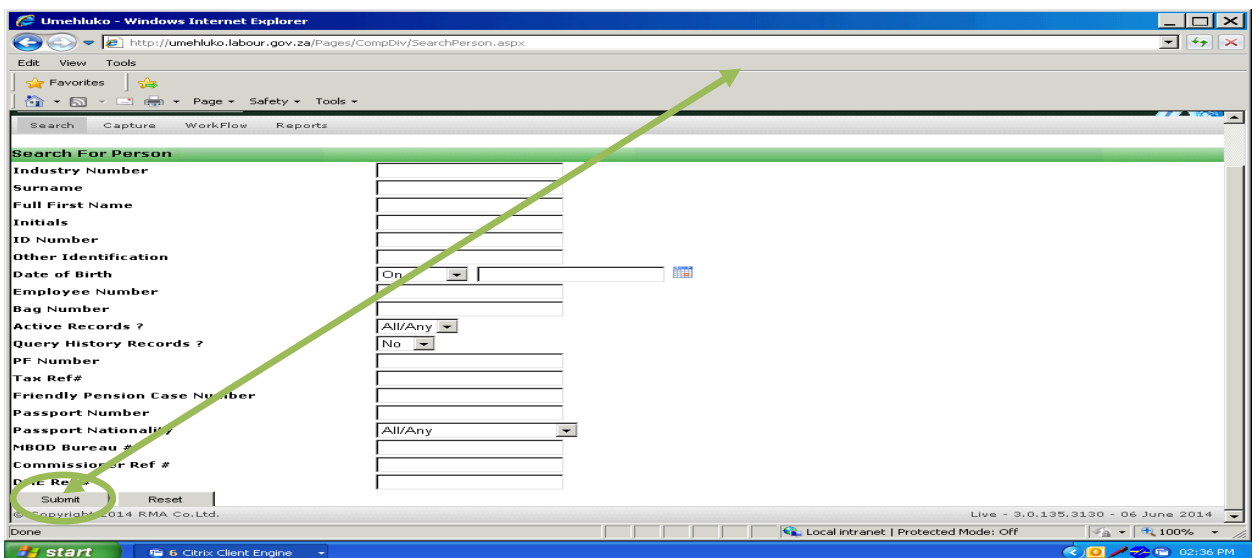 Umehluko - Windows Internet Explorer
http://umehluko.labour.gov.za/Pages/CompDiv/SearchPerson.aspx
Edit View Tools
Favorites
Page Safety Tools
Search Capture WorkFlow Reports
Search For Person
Industry Number
Surname
Full First Name
Initials
ID Number
Other Identification
Date of Birth On
Employee Number
Bag Number
Active Records ? All/Any
Query History Records ? No
PF Number
Tax Ref#
Friendly Pension Case Number
Passport Number
Passport Nationality All/Any
MBOD Bureau #
Commissioner Ref #
Submit Reset
© Copyright 2014 RMA Co.Ltd. Live - 3.0.135.3130 - 06 June 2014
Done Local intranet | Protected Mode: Off 100%
start 6 Citrix Client Engine 02:36 PM